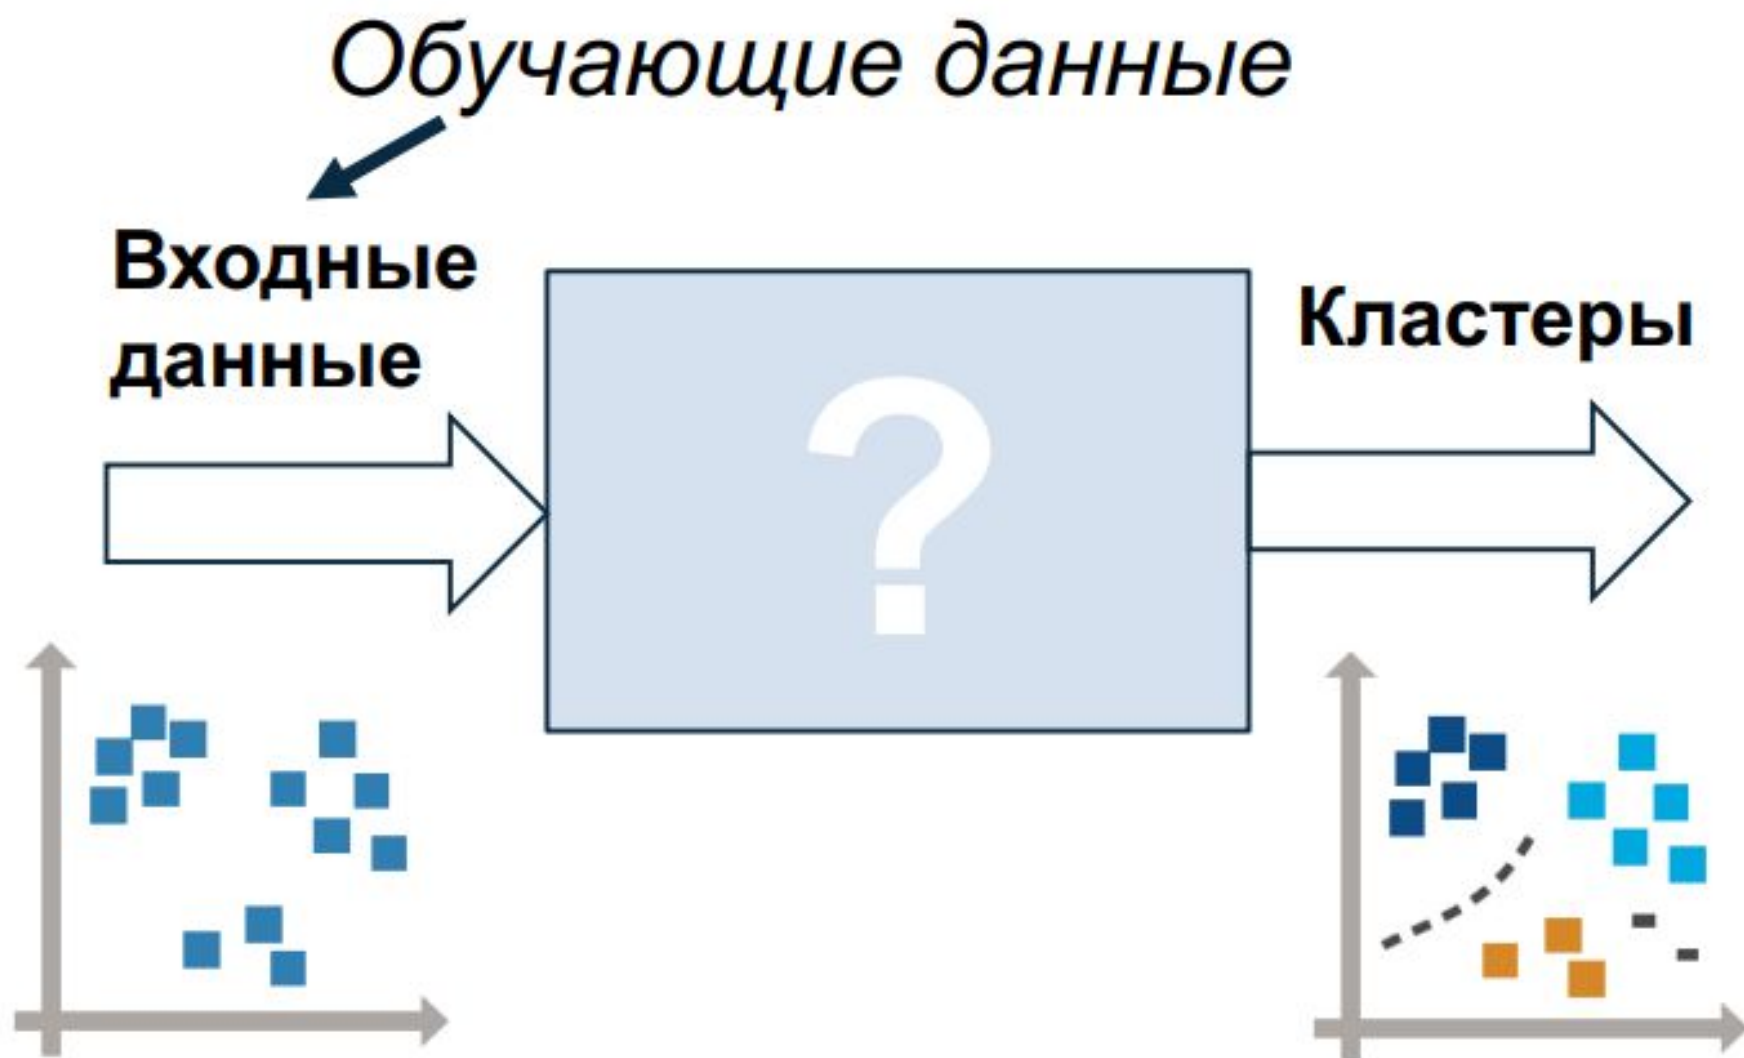 Обучающие данные
Входные
данные
Кластеры
?